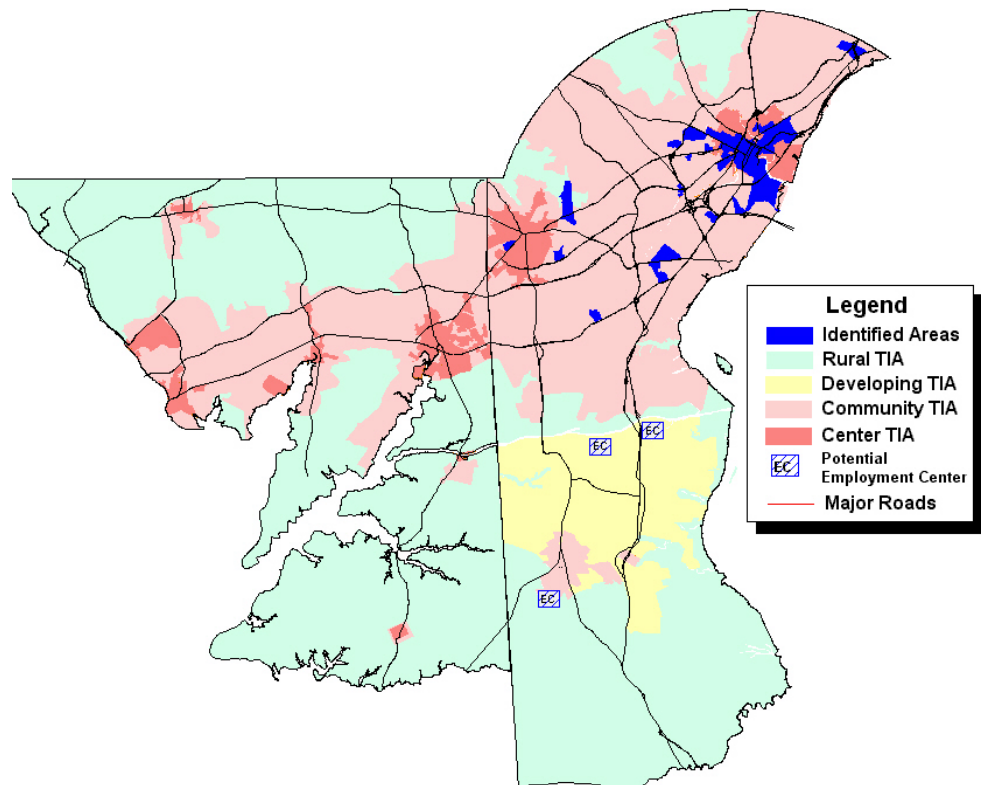 Legend
Identified Areas
Rural TIA
Developing TIA
Community TIA
Center TIA
EC
Potential
Employment Center
Major Roads
EC
EC
EC